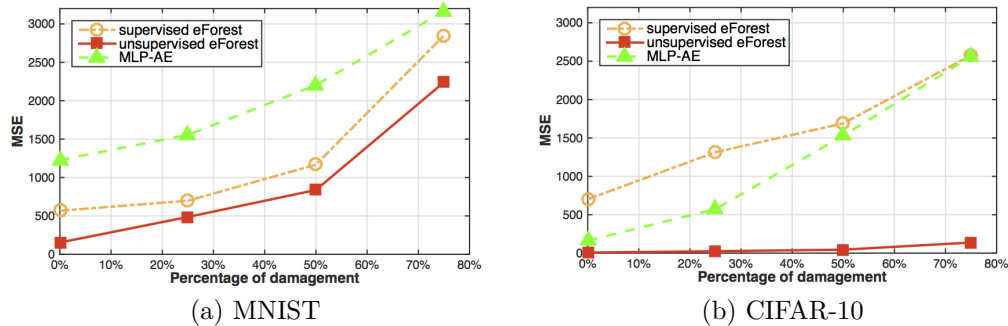 3000
2500
2000
1500
1000
500
0
MSE
supervised eForest
unsupervised eForest
MLP-AE
0% 10% 20% 30% 40% 50% 60% 70% 80%
Percentage of damagement
(a) MNIST
3000
2500
2000
1500
1000
500
0
MSE
supervised eForest
unsupervised eForest
MLP-AE
0% 10% 20% 30% 40% 50% 60% 70% 80%
Percentage of damagement
(b) CIFAR-10